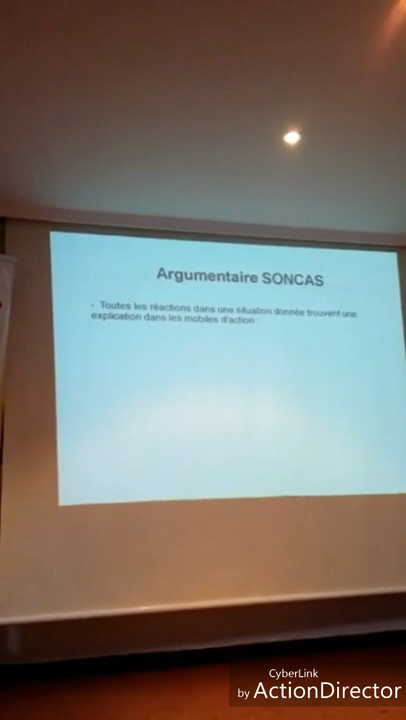 Argumentaire SONCAS
- Toutes les réactions dans une situation donnée trouvent une
explication dans les mobiles d'action
CyberLink
by ActionDirector